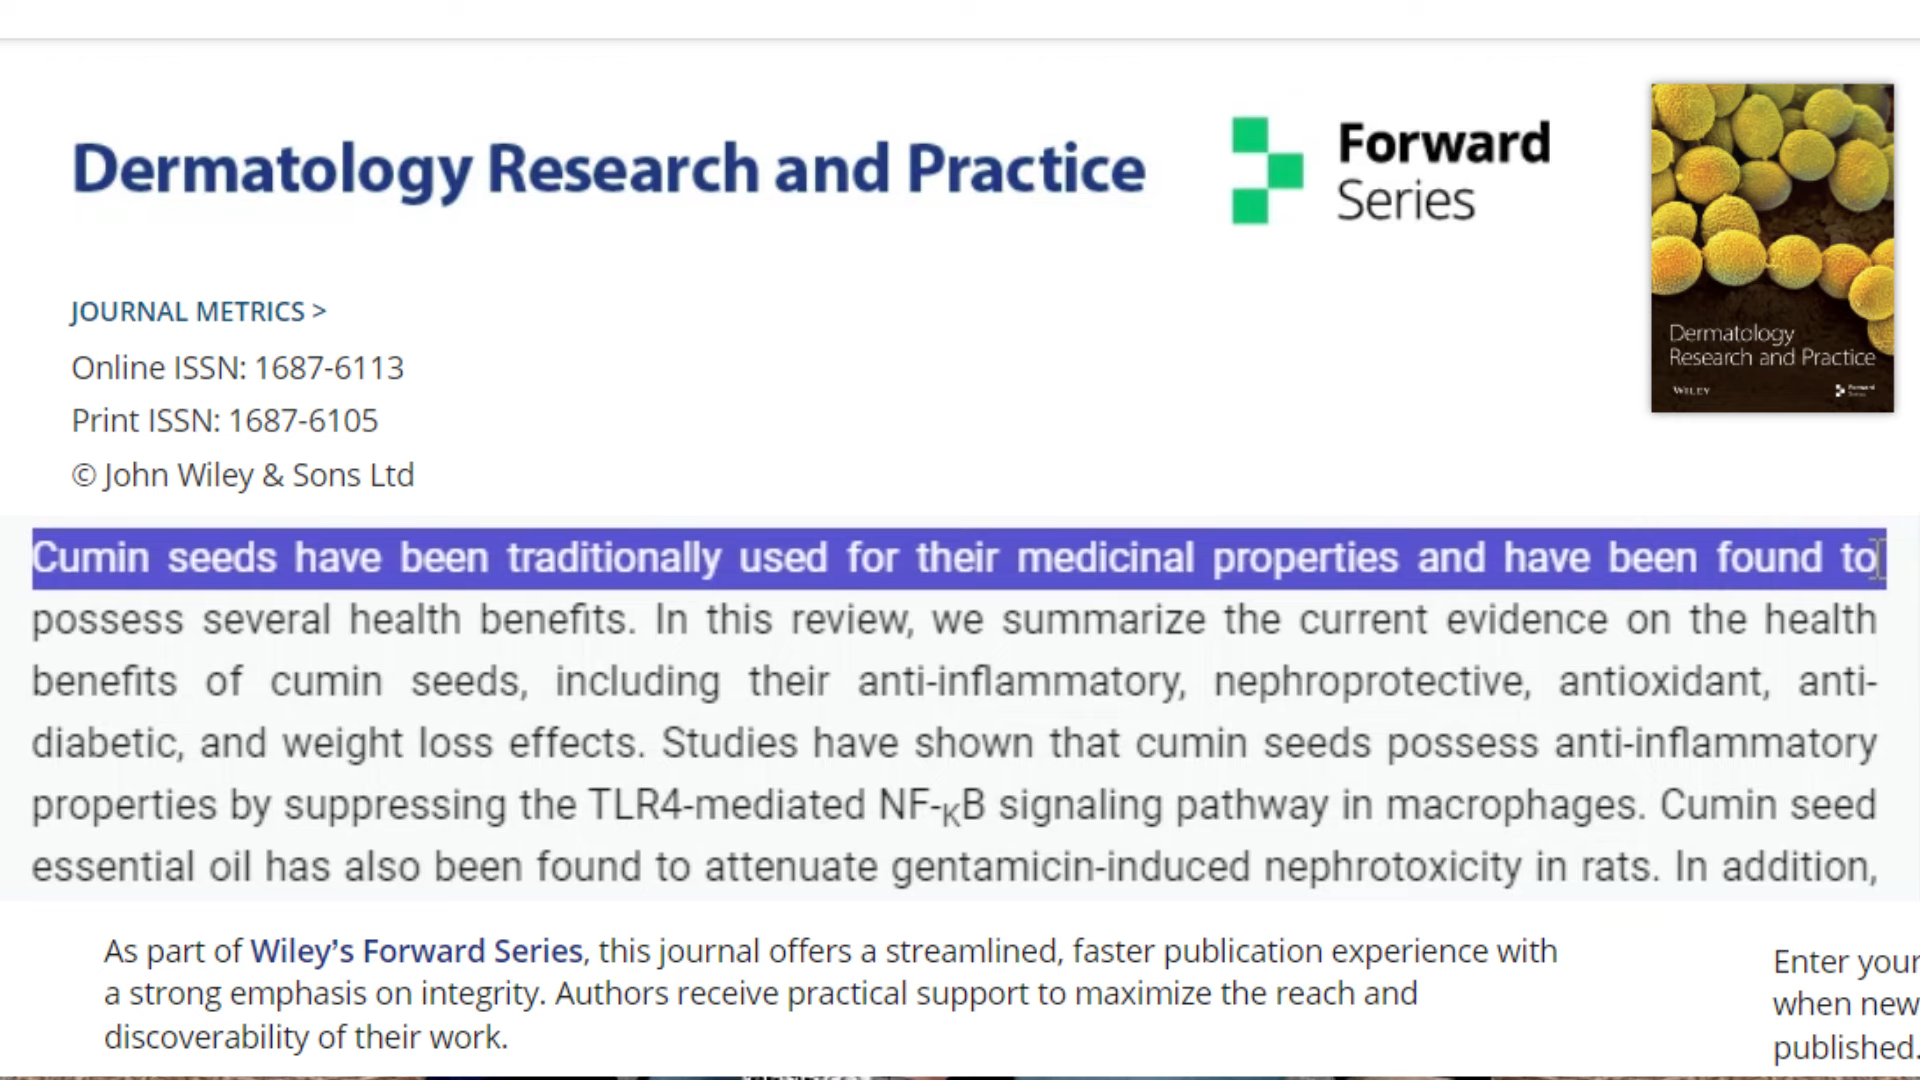 Dermatology Research and Practice
Forward
Series
JOURNAL METRICS >
Online ISSN: 1687-6113
Print ISSN: 1687-6105
© John Wiley & Sons Ltd
Dermatology
Research and Practice
WILEY
Forward
Series
Cumin seeds have been traditionally used for their medicinal properties and have been found to
possess several health benefits. In this review, we summarize the current evidence on the health
benefits of cumin seeds, including their anti-inflammatory, nephroprotective, antioxidant, anti-
diabetic, and weight loss effects. Studies have shown that cumin seeds possess anti-inflammatory
properties by suppressing the TLR4-mediated NF-κB signaling pathway in macrophages. Cumin seed
essential oil has also been found to attenuate gentamicin-induced nephrotoxicity in rats. In addition,
As part of Wiley's Forward Series, this journal offers a streamlined, faster publication experience with
a strong emphasis on integrity. Authors receive practical support to maximize the reach and
discoverability of their work.
Enter your
when new
published.